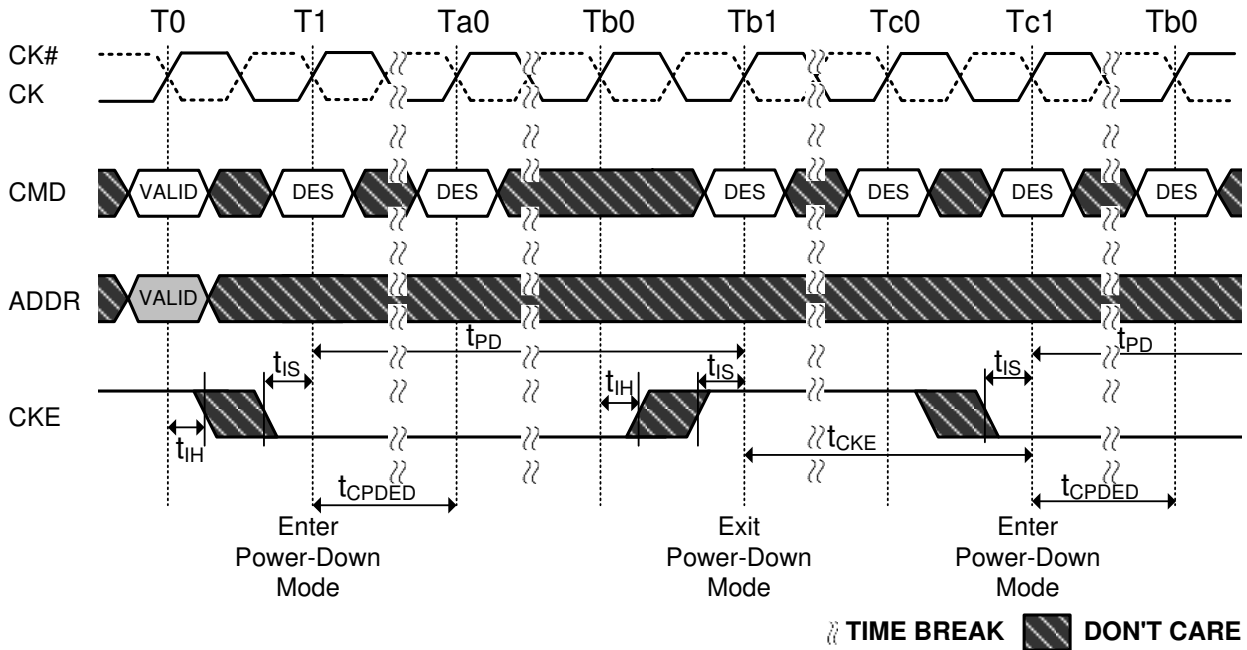 T0 T1 Ta0 Tb0 Tb1 Tc0 Tc1 Tb0
CK#
CK
CMD VALID DES DES DES DES DES DES
ADDR VALID
tPD tPD
tIS tIH tIS tIS
CKE
tIH tCKE
tCPDED tCPDED
Enter Power-Down Mode
Exit Power-Down Mode
Enter Power-Down Mode
TIME BREAK DON'T CARE